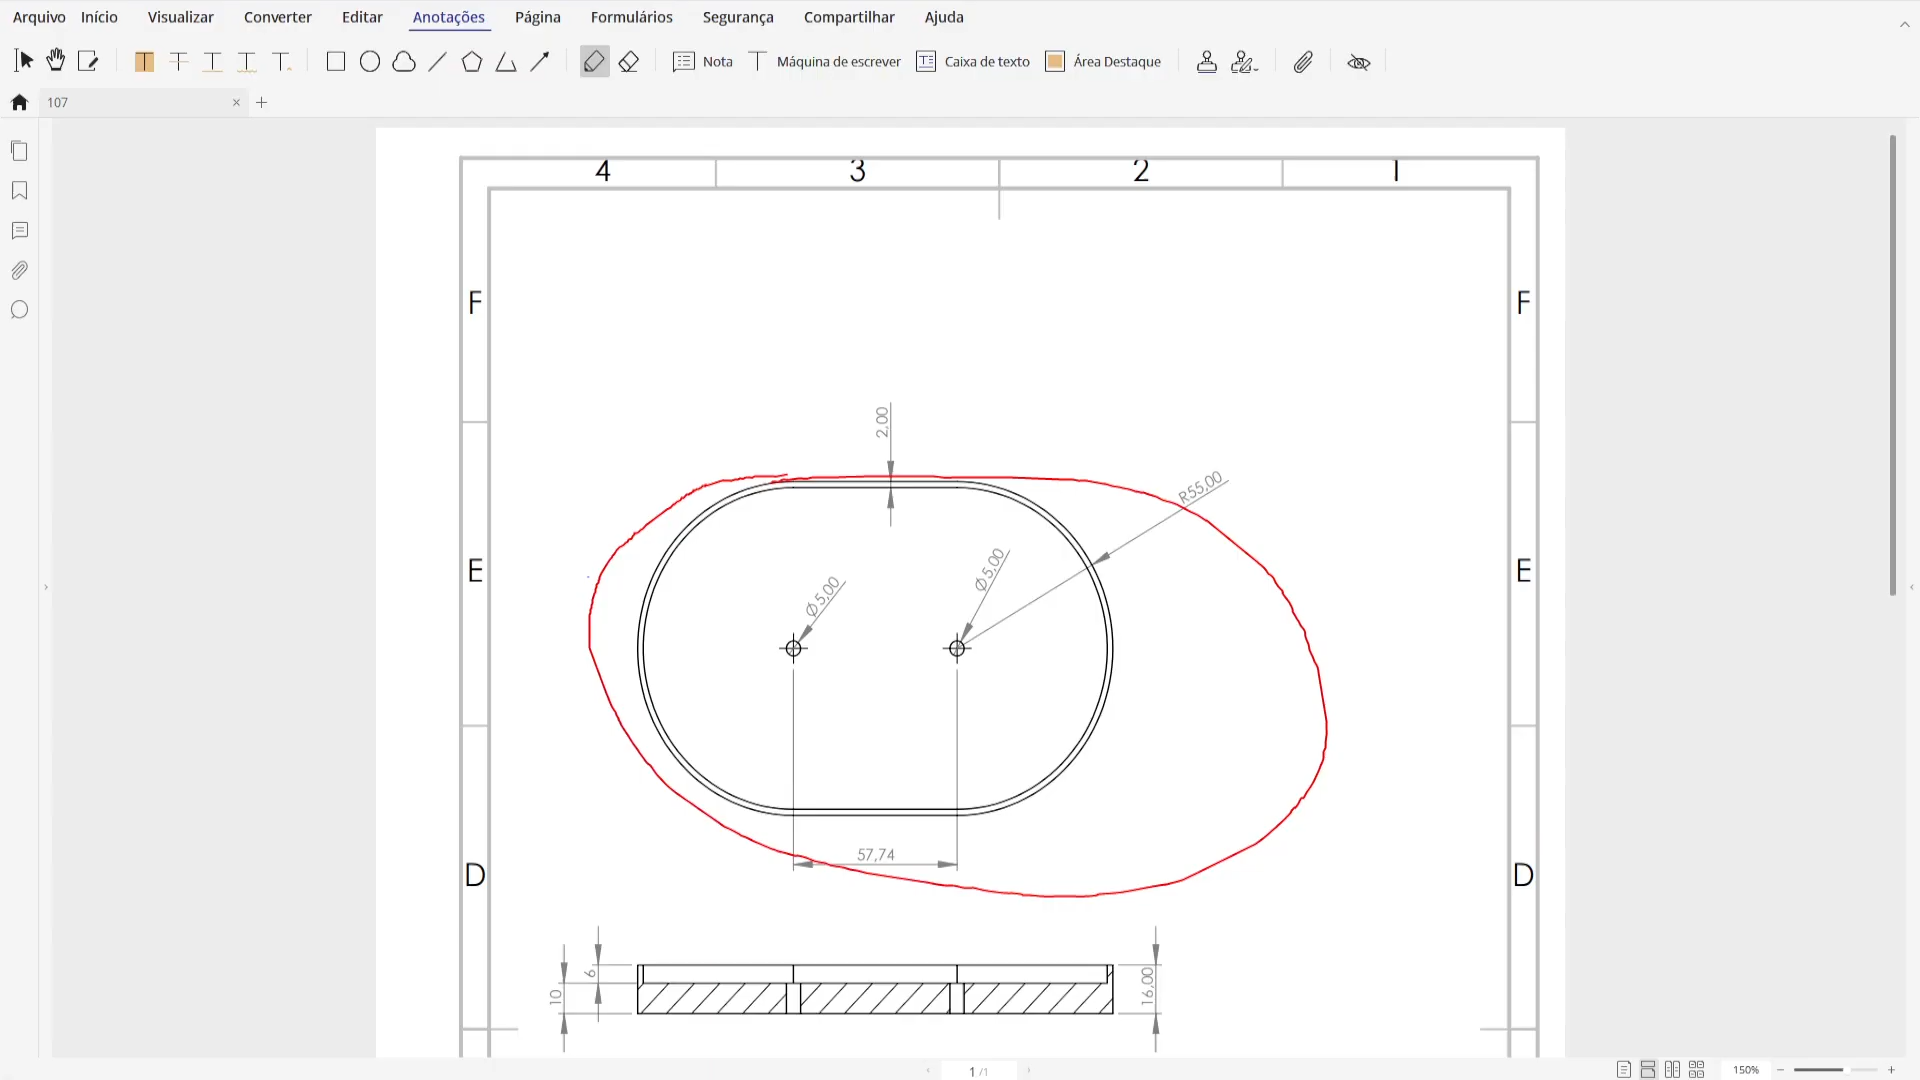 Arquivo Início Visualizar Converter Editar Anotações Página Formulários Segurança Compartilhar Ajuda
Nota Máquina de escrever Caixa de texto Área Destaque
107
4 3 2 1
F F
2,00
R55,00
Ø5,00
Ø5,00
E E
57,74
D D
6
10
16,00
1 /1
150%